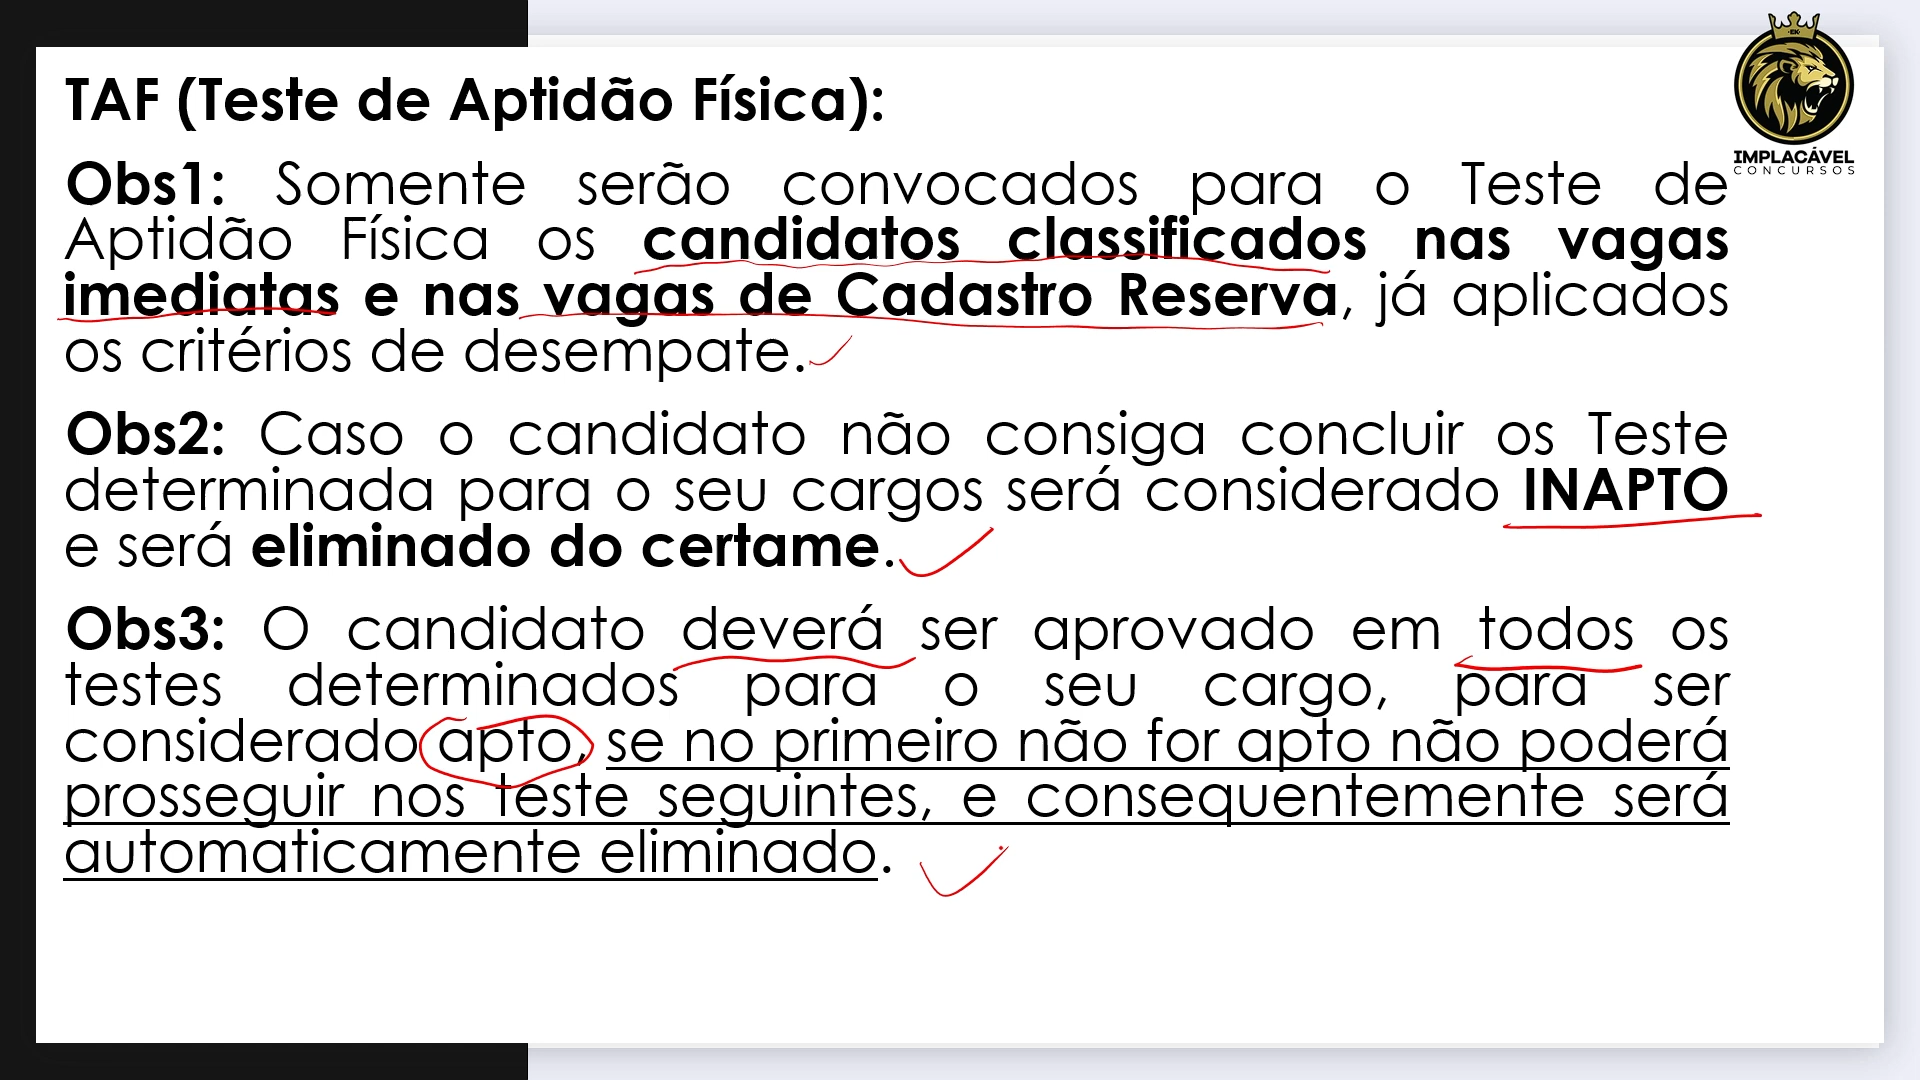 TAF (Teste de Aptidão Física):
Obs1: Somente serão convocados para o Teste de
Aptidão Física os candidatos classificados nas vagas
imediatas e nas vagas de Cadastro Reserva, já aplicados
os critérios de desempate.
Obs2: Caso o candidato não consiga concluir os Teste
determinada para o seu cargos será considerado INAPTO
e será eliminado do certame.
Obs3: O candidato deverá ser aprovado em todos os
testes determinados para o seu cargo, para ser
considerado apto, se no primeiro não for apto não poderá
prosseguir nos teste seguintes, e consequentemente será
automaticamente eliminado.
EK
IMPLACÁVEL
CONCURSOS